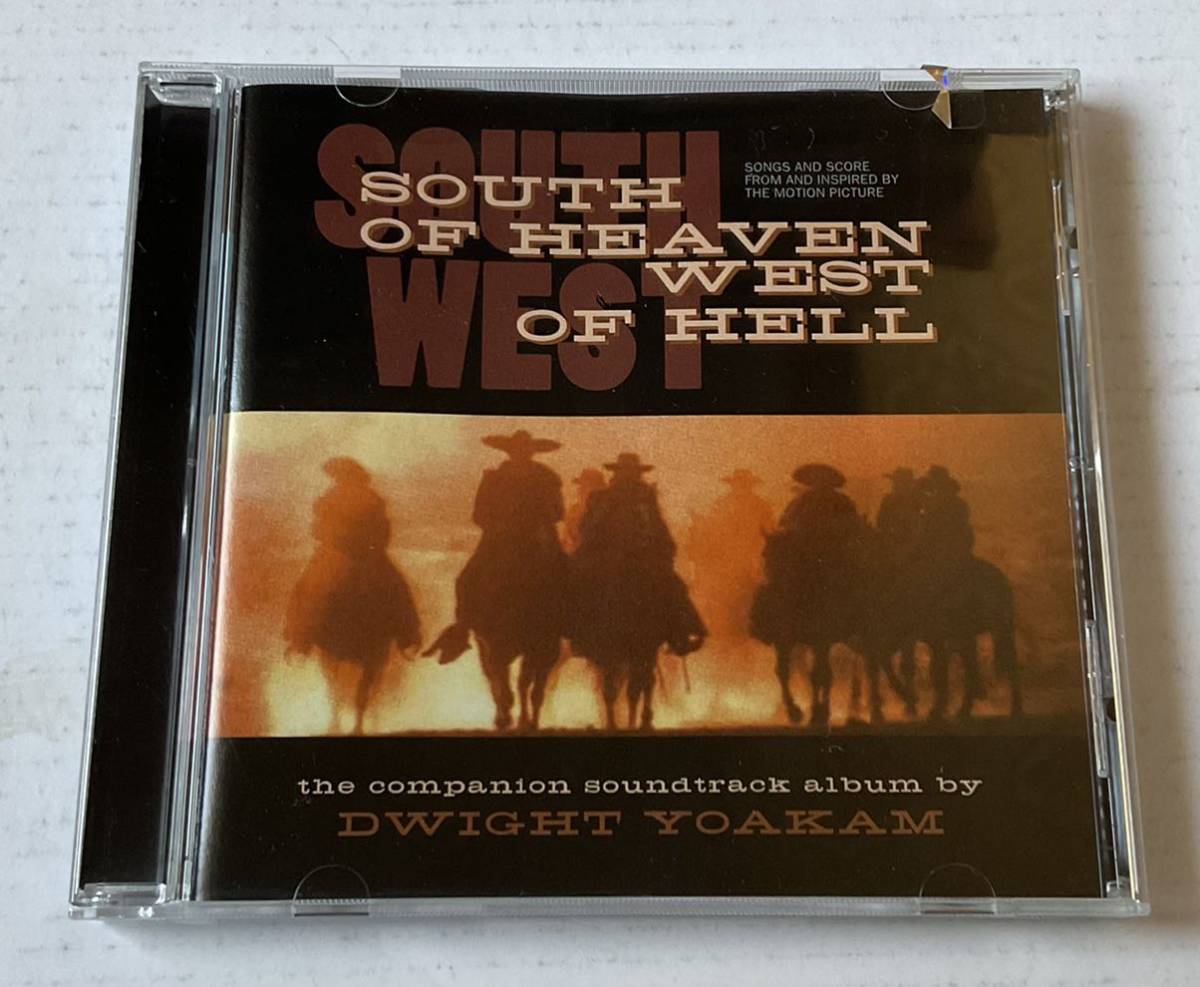 SOUTH
WEST
SONGS AND SCORE
FROM AND INSPIRED BY
THE MOTION PICTURE
SOUTH
OF HEAVEN
WEST
OF HELL
the companion soundtrack album by
DWIGHT YOAKAM